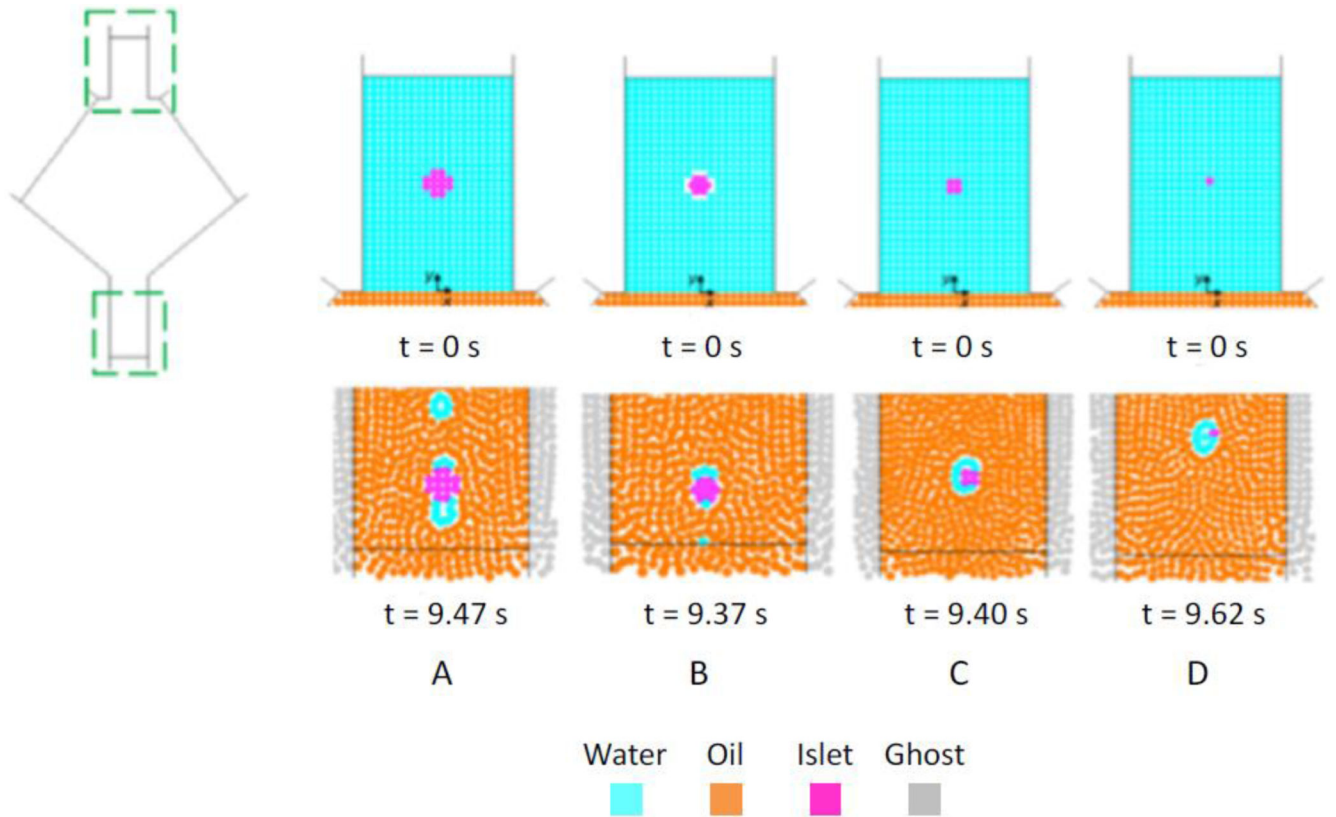 y x y x y x y x
t = 0 s t = 0 s t = 0 s t = 0 s
t = 9.47 s t = 9.37 s t = 9.40 s t = 9.62 s
A B C D
Water Oil Islet Ghost